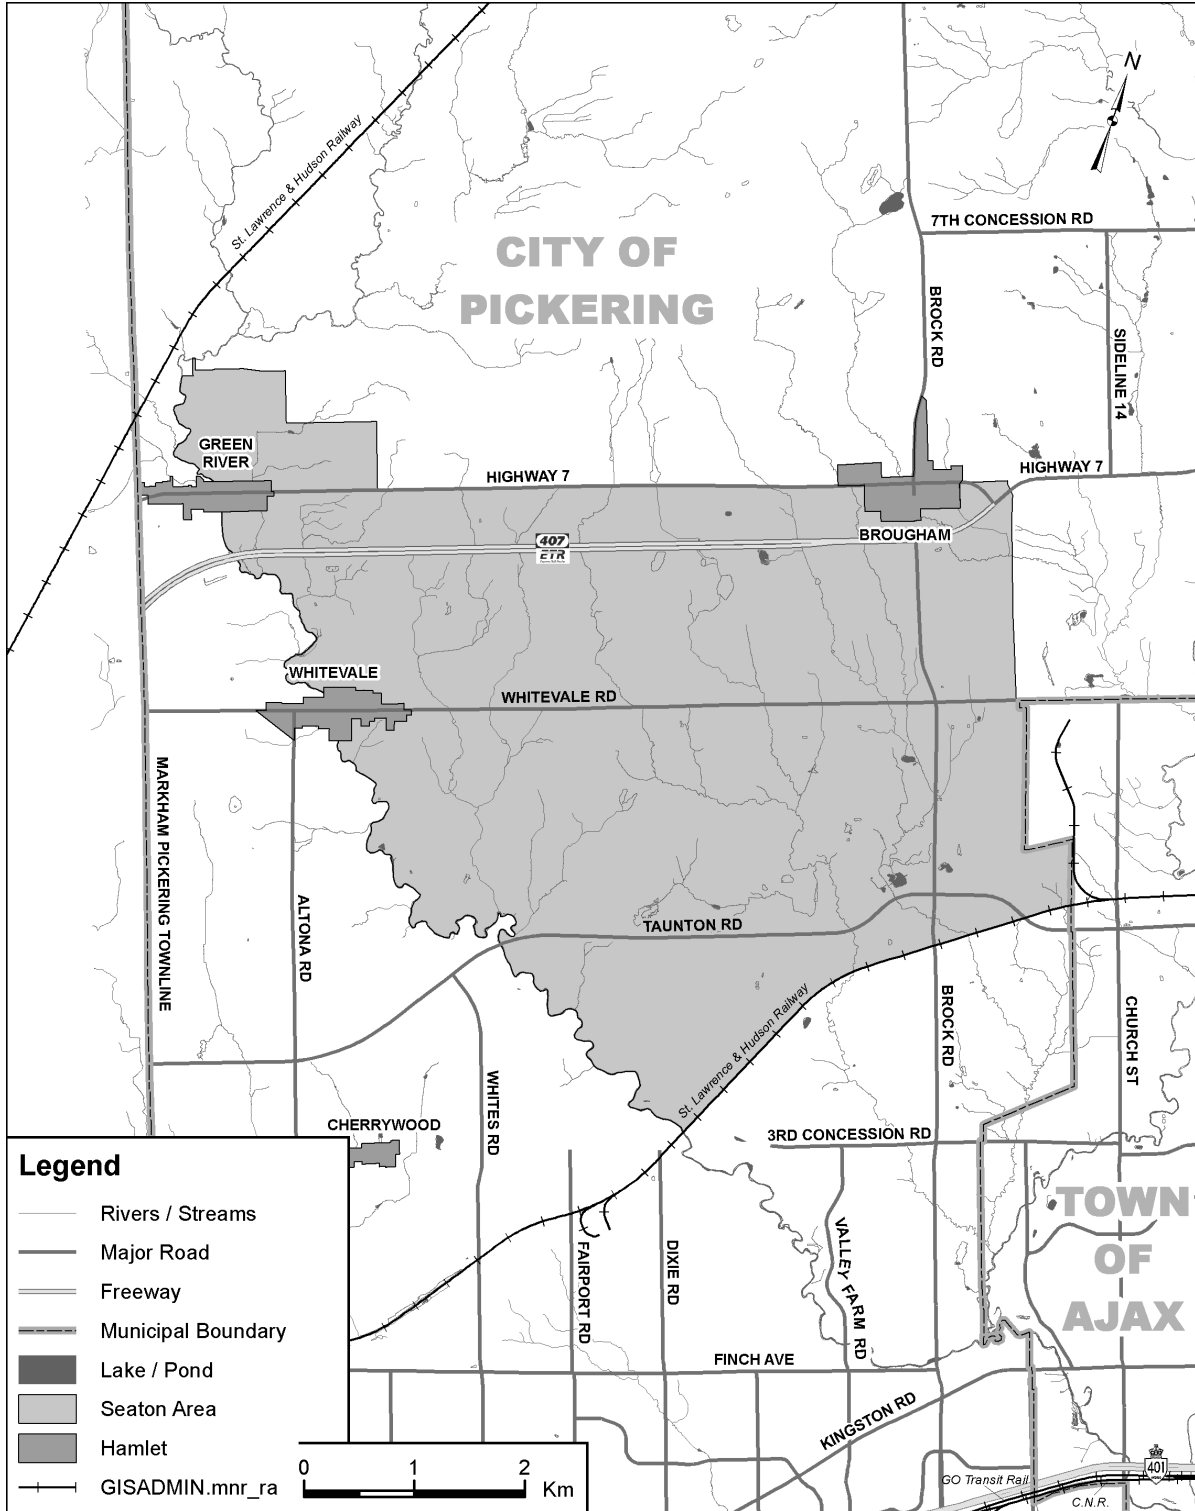 N
St. Lawrence & Hudson Railway
7TH CONCESSION RD
CITY OF
PICKERING
BROCK RD
SIDELINE 14
GREEN
RIVER
HIGHWAY 7
HIGHWAY 7
407
ETR
BROUGHAM
WHITEVALE
WHITEVALE RD
MARKHAM PICKERING TOWNLINE
ALTONA RD
TAUNTON RD
BROCK RD
CHURCH ST
St. Lawrence & Hudson Railway
WHITES RD
CHERRYWOOD
3RD CONCESSION RD
TOWN
OF
AJAX
FAIRPORT RD
DIXIE RD
VALLEY FARM RD
FINCH AVE
KINGSTON RD
401
GO Transit Rail
C.N.R.
Legend
Rivers / Streams
Major Road
Freeway
Municipal Boundary
Lake / Pond
Seaton Area
Hamlet
GISADMIN.mnr_ra
0 1 2
Km